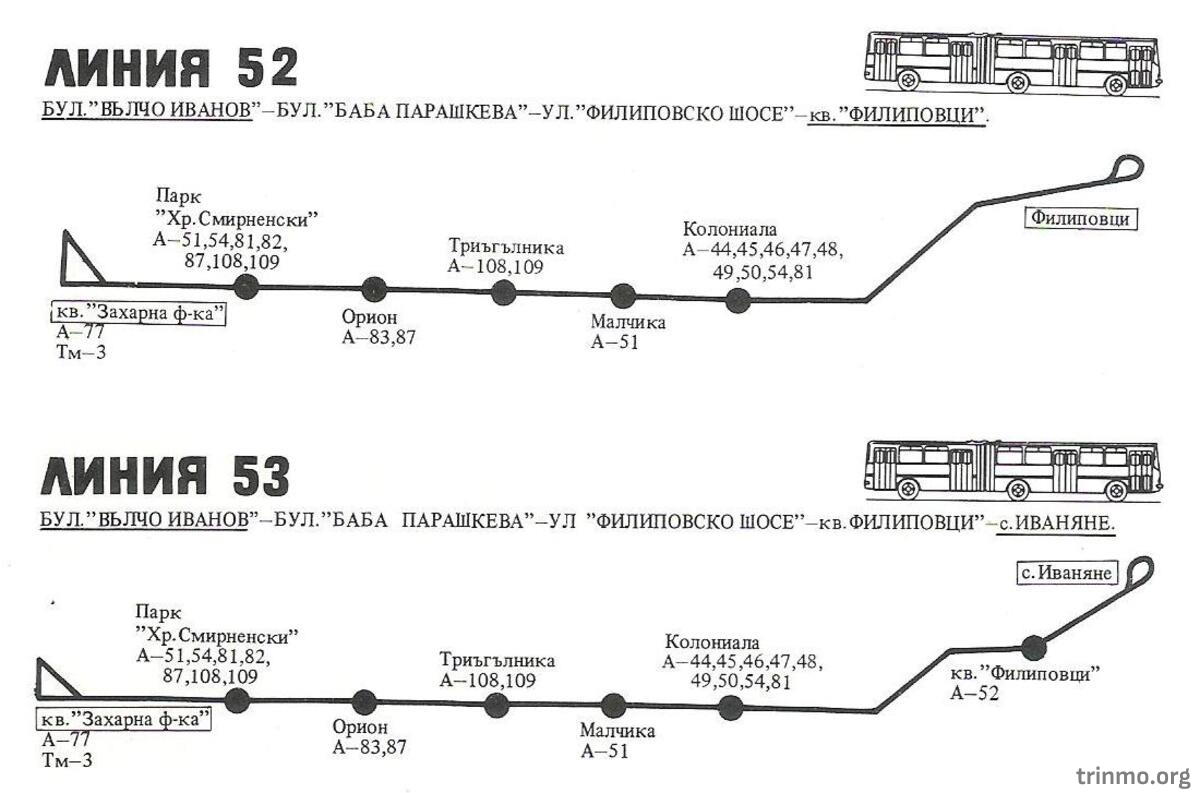 ЛИНИЯ 52
БУЛ."ВЪЛЧО ИВАНОВ"–БУЛ."БАБА ПАРАШКЕВА"–УЛ."ФИЛИПОВСКО ШОСЕ"–кв."ФИЛИПОВЦИ".
Парк
"Хр.Смирненски"
А–51,54,81,82,
87,108,109
Триъгълника
А–108,109
Колониала
А–44,45,46,47,48,
49,50,54,81
Филиповци
кв."Захарна ф-ка"
А–77
Тм–3
Орион
А–83,87
Малчика
А–51
ЛИНИЯ 53
БУЛ."ВЪЛЧО ИВАНОВ"–БУЛ."БАБА ПАРАШКЕВА"–УЛ "ФИЛИПОВСКО ШОСЕ"–кв.ФИЛИПОВЦИ"–с.ИВАНЯНЕ.
с.Иваняне
Парк
"Хр.Смирненски"
А–51,54,81,82,
87,108,109
Триъгълника
А–108,109
Колониала
А–44,45,46,47,48,
49,50,54,81
кв."Филиповци"
А–52
кв."Захарна ф-ка"
А–77
Тм–3
Орион
А–83,87
Малчика
А–51
trinmo.org